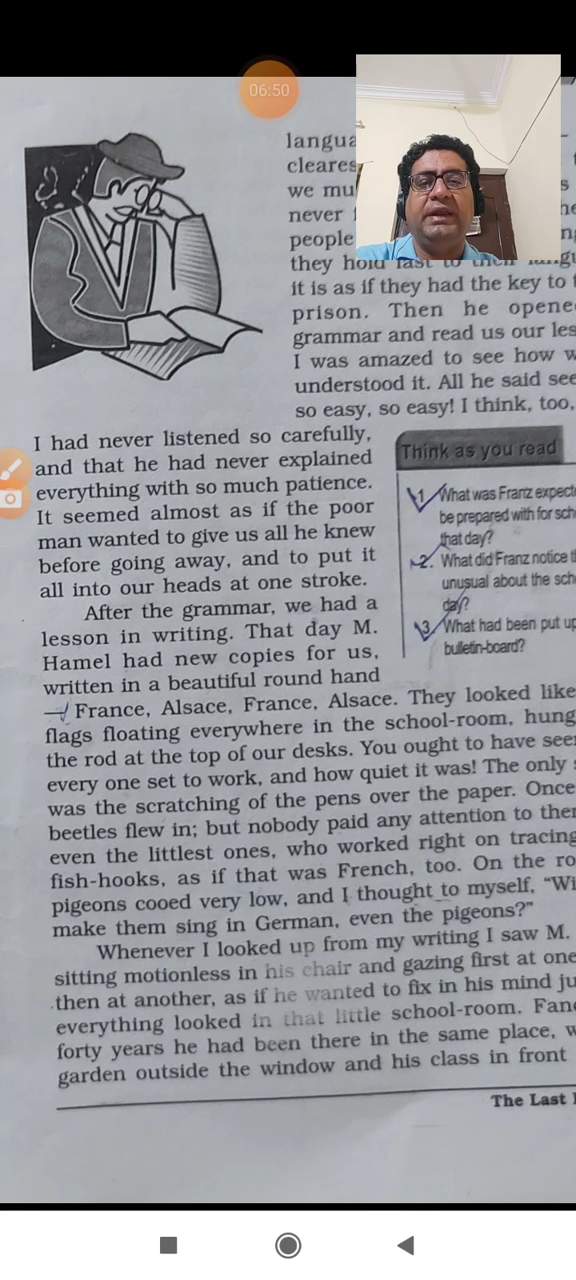 06:50
langua
cleares
we mu
never
people
they hold fast to their langu
it is as if they had the key to t
prison. Then he opene
grammar and read us our les
I was amazed to see how w
understood it. All he said see
so easy, so easy! I think, too,
I had never listened so carefully,
and that he had never explained
everything with so much patience.
It seemed almost as if the poor
man wanted to give us all he knew
before going away, and to put it
all into our heads at one stroke.
After the grammar, we had a
lesson in writing. That day M.
Hamel had new copies for us,
written in a beautiful round hand
— France, Alsace, France, Alsace. They looked like
flags floating everywhere in the school-room, hung
the rod at the top of our desks. You ought to have seen
every one set to work, and how quiet it was! The only s
was the scratching of the pens over the paper. Once
beetles flew in; but nobody paid any attention to them
even the littlest ones, who worked right on tracing
fish-hooks, as if that was French, too. On the ro
pigeons cooed very low, and I thought to myself, “Wi
make them sing in German, even the pigeons?”
Whenever I looked up from my writing I saw M.
sitting motionless in his chair and gazing first at one
then at another, as if he wanted to fix in his mind ju
everything looked in that little school-room. Fanc
forty years he had been there in the same place, w
garden outside the window and his class in front
Think as you read
1. What was Franz expecte
be prepared with for sch
that day?
2. What did Franz notice th
unusual about the sch
day?
3. What had been put up
bulletin-board?
The Last L